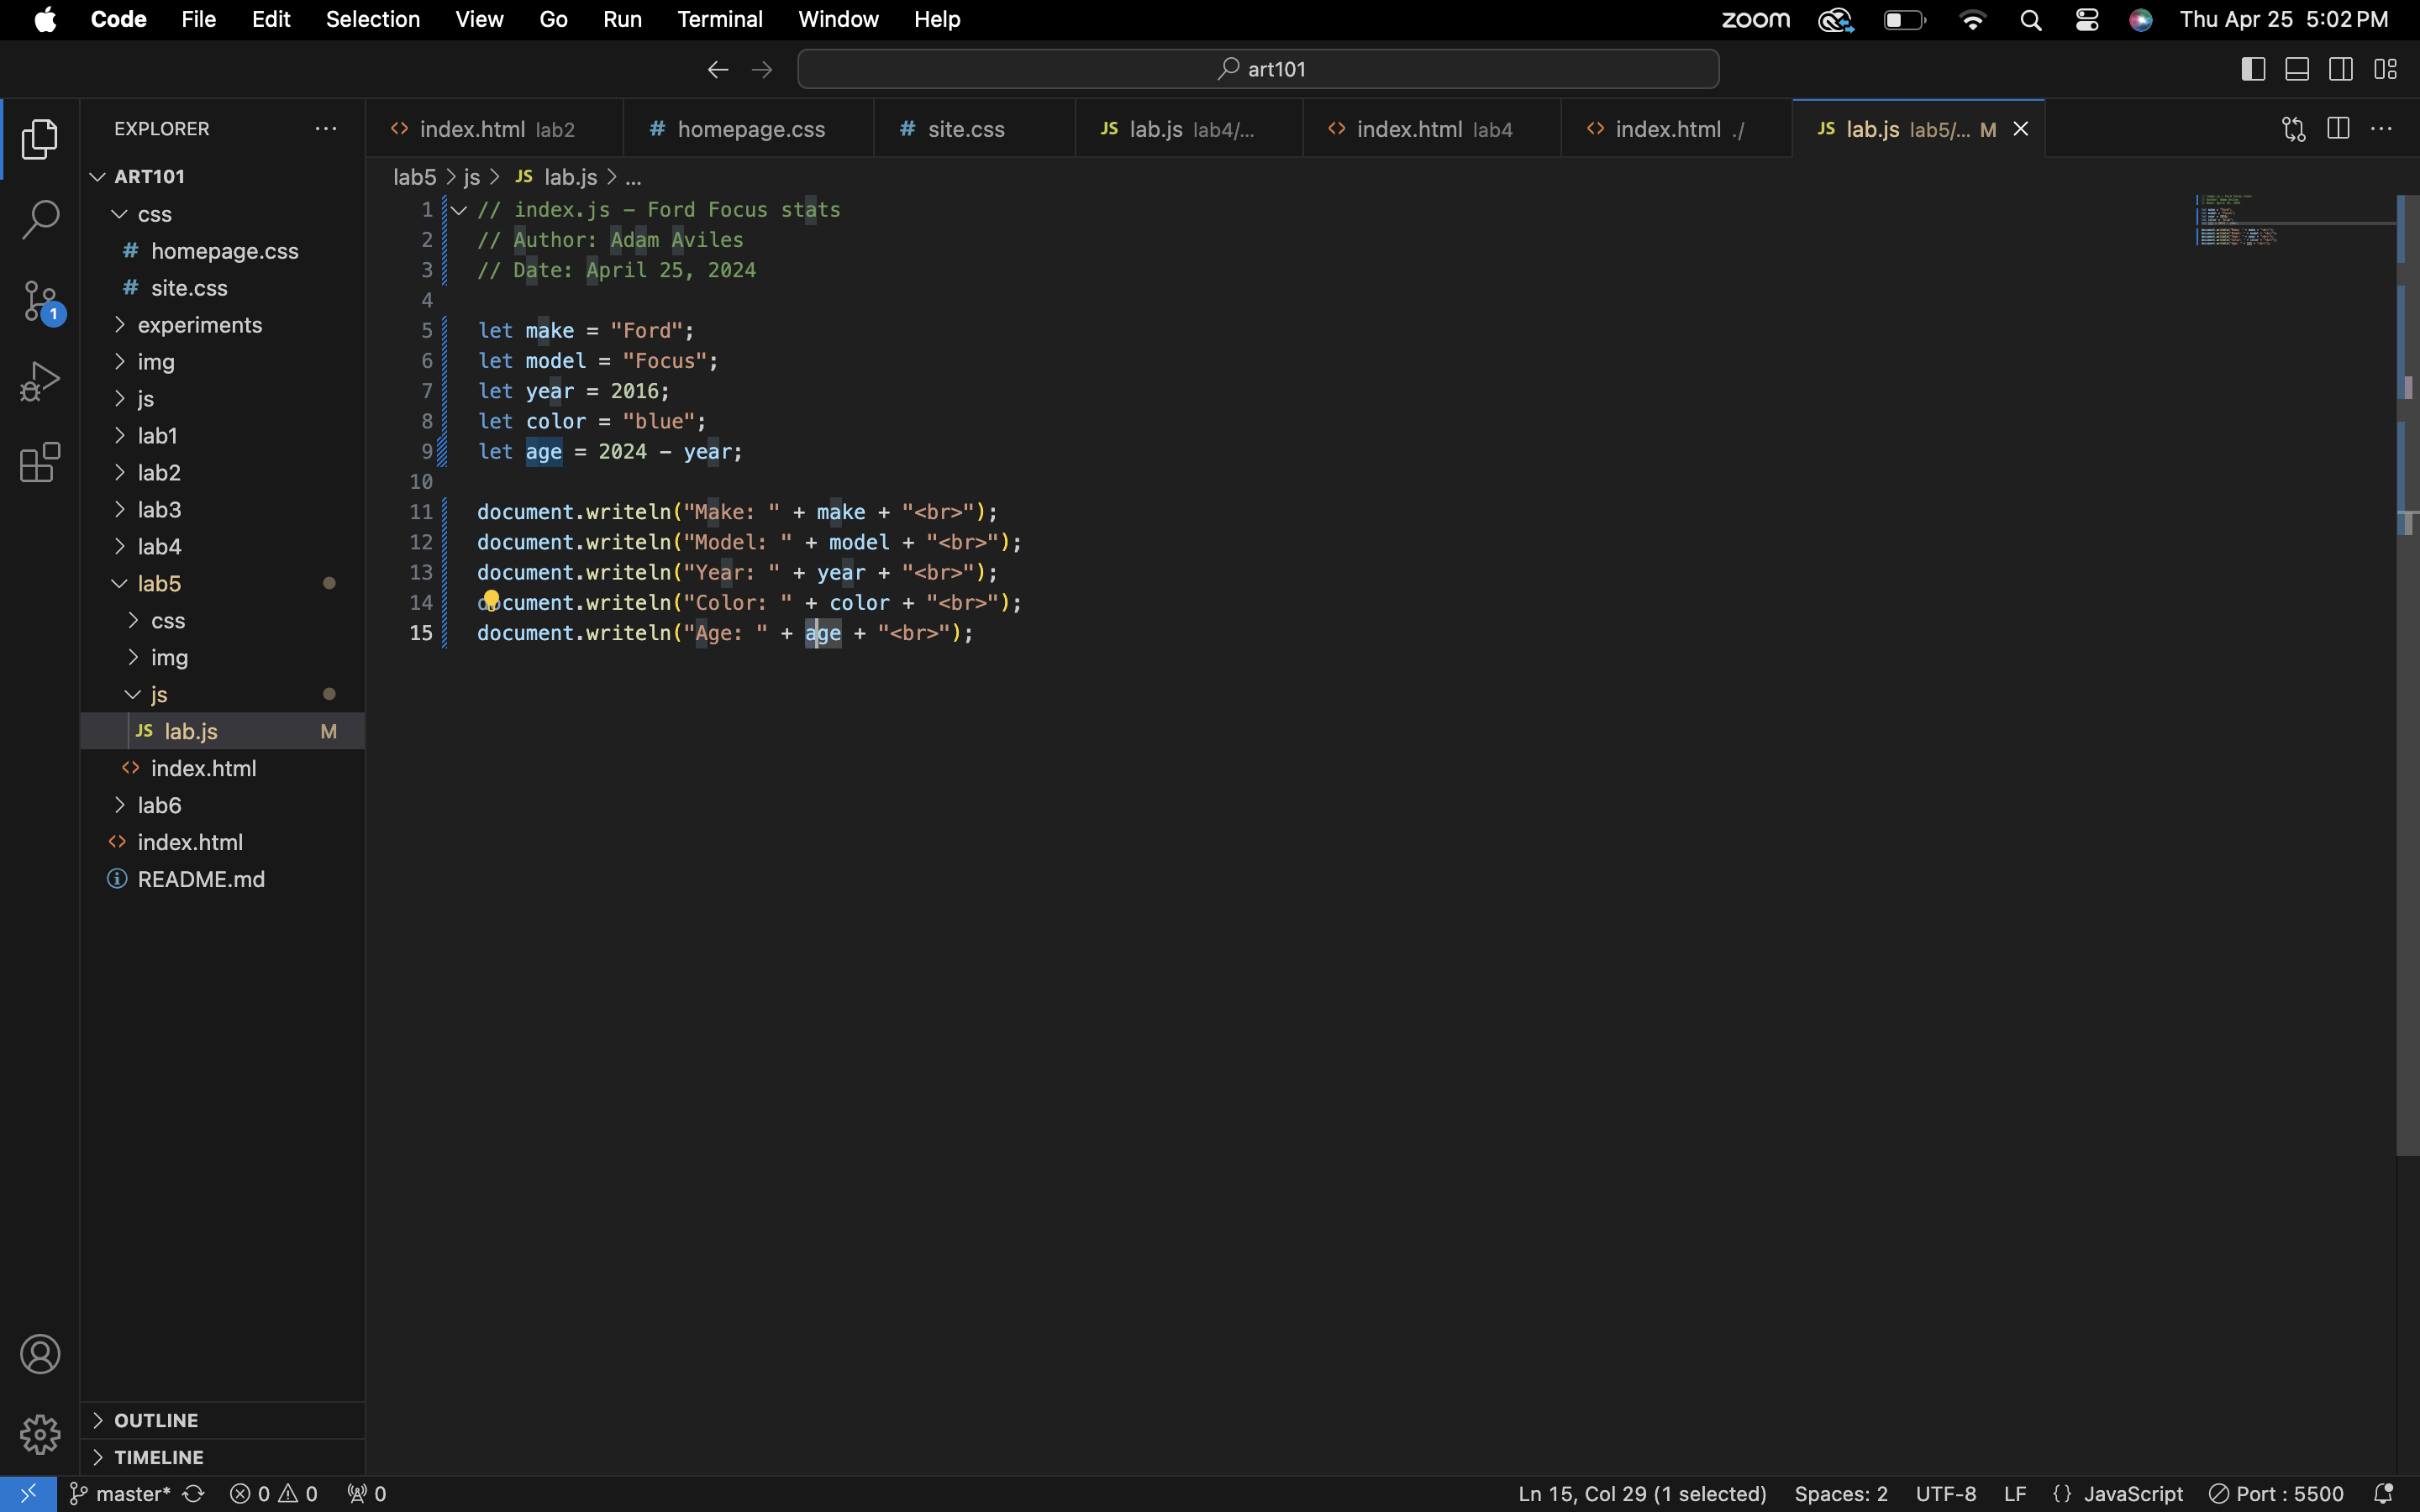 Code File Edit Selection View Go Run Terminal Window Help zoom Thu Apr 25 5:02 PM
art101
EXPLORER
index.html lab2
# homepage.css
# site.css
JS lab.js lab4/...
index.html lab4
index.html ./
JS lab.js lab5/... M
ART101
css
# homepage.css
# site.css
experiments
img
js
lab1
lab2
lab3
lab4
lab5
css
img
js
JS lab.js M
index.html
lab6
index.html
README.md
OUTLINE
TIMELINE
lab5 > js > JS lab.js > ...
1 // index.js – Ford Focus stats
2 // Author: Adam Aviles
3 // Date: April 25, 2024
4
5 let make = "Ford";
6 let model = "Focus";
7 let year = 2016;
8 let color = "blue";
9 let age = 2024 - year;
10
11 document.writeln("Make: " + make + "<br>");
12 document.writeln("Model: " + model + "<br>");
13 document.writeln("Year: " + year + "<br>");
14 document.writeln("Color: " + color + "<br>");
15 document.writeln("Age: " + age + "<br>");
1
master* 0 0 0 Ln 15, Col 29 (1 selected) Spaces: 2 UTF-8 LF {} JavaScript Port : 5500